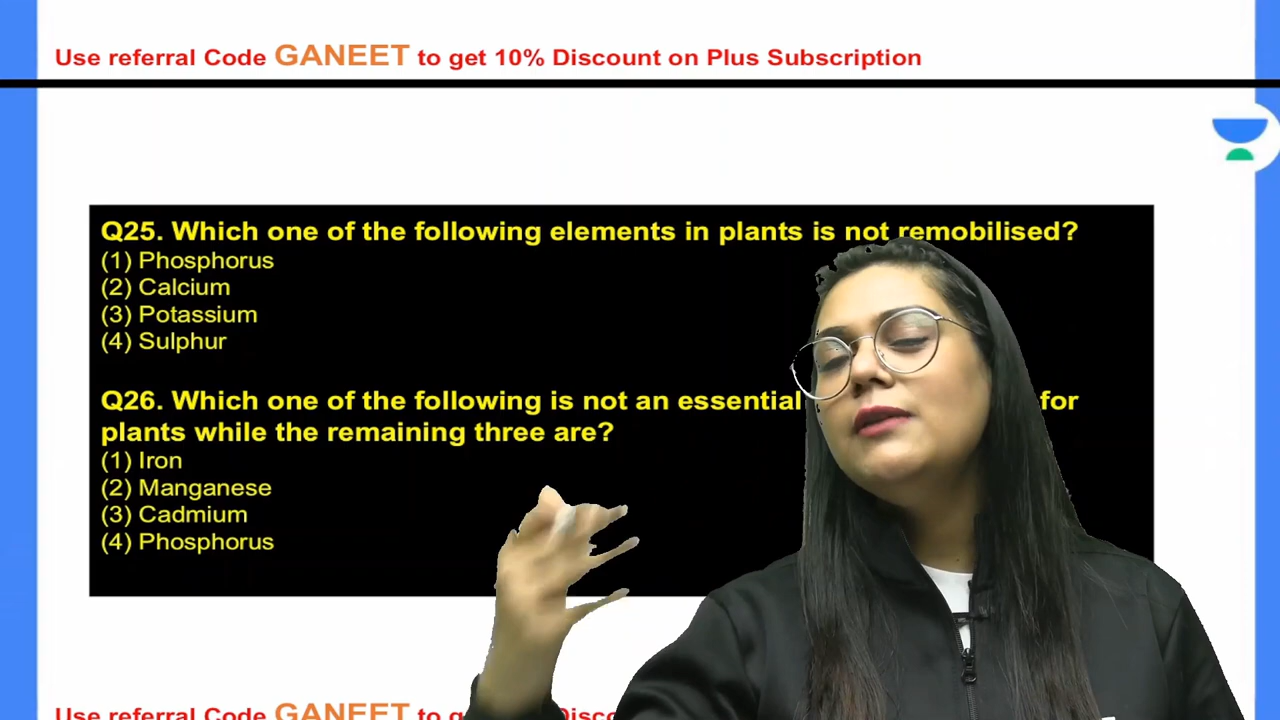 Use referral Code GANEET to get 10% Discount on Plus Subscription
Q25. Which one of the following elements in plants is not remobilised?
(1) Phosphorus
(2) Calcium
(3) Potassium
(4) Sulphur
Q26. Which one of the following is not an essential for
plants while the remaining three are?
(1) Iron
(2) Manganese
(3) Cadmium
(4) Phosphorus
Use referral Code GANEET to